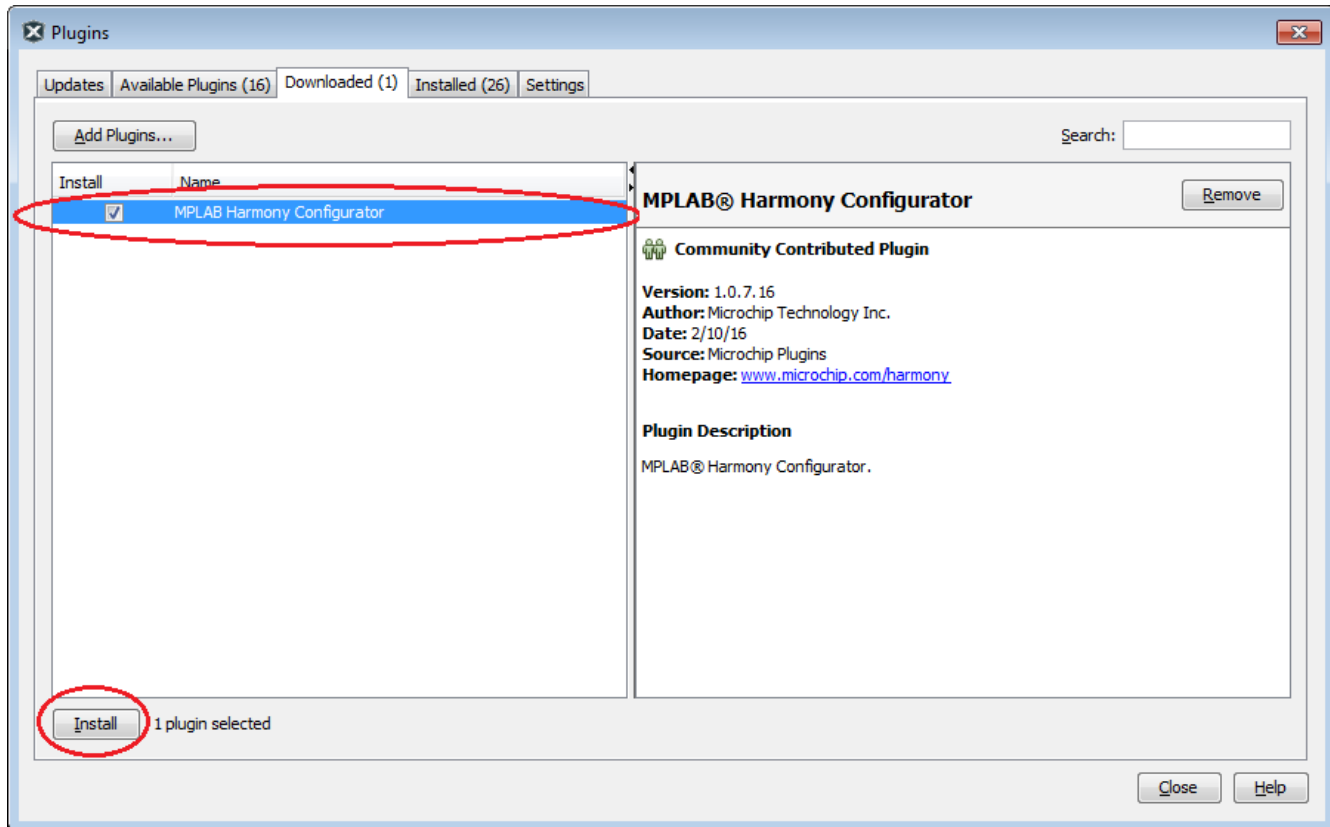 Plugins
Updates Available Plugins (16) Downloaded (1) Installed (26) Settings
Add Plugins... Search:
Install Name
MPLAB Harmony Configurator
MPLAB® Harmony Configurator Remove
Community Contributed Plugin
Version: 1.0.7.16
Author: Microchip Technology Inc.
Date: 2/10/16
Source: Microchip Plugins
Homepage: www.microchip.com/harmony
Plugin Description
MPLAB® Harmony Configurator.
Install 1 plugin selected
Close Help